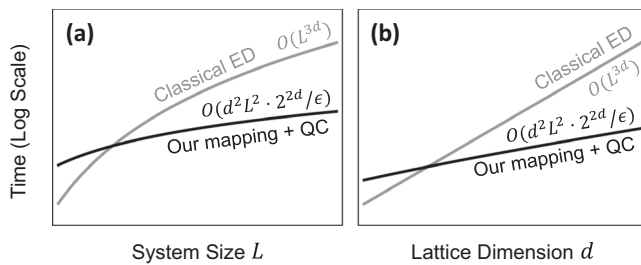 Time (Log Scale)
(a)
Classical ED
O(L^{3d})
O(d^2L^2 · 2^{2d}/ϵ)
Our mapping + QC
System Size L
(b)
Classical ED
O(L^{3d})
O(d^2L^2 · 2^{2d}/ϵ)
Our mapping + QC
Lattice Dimension d